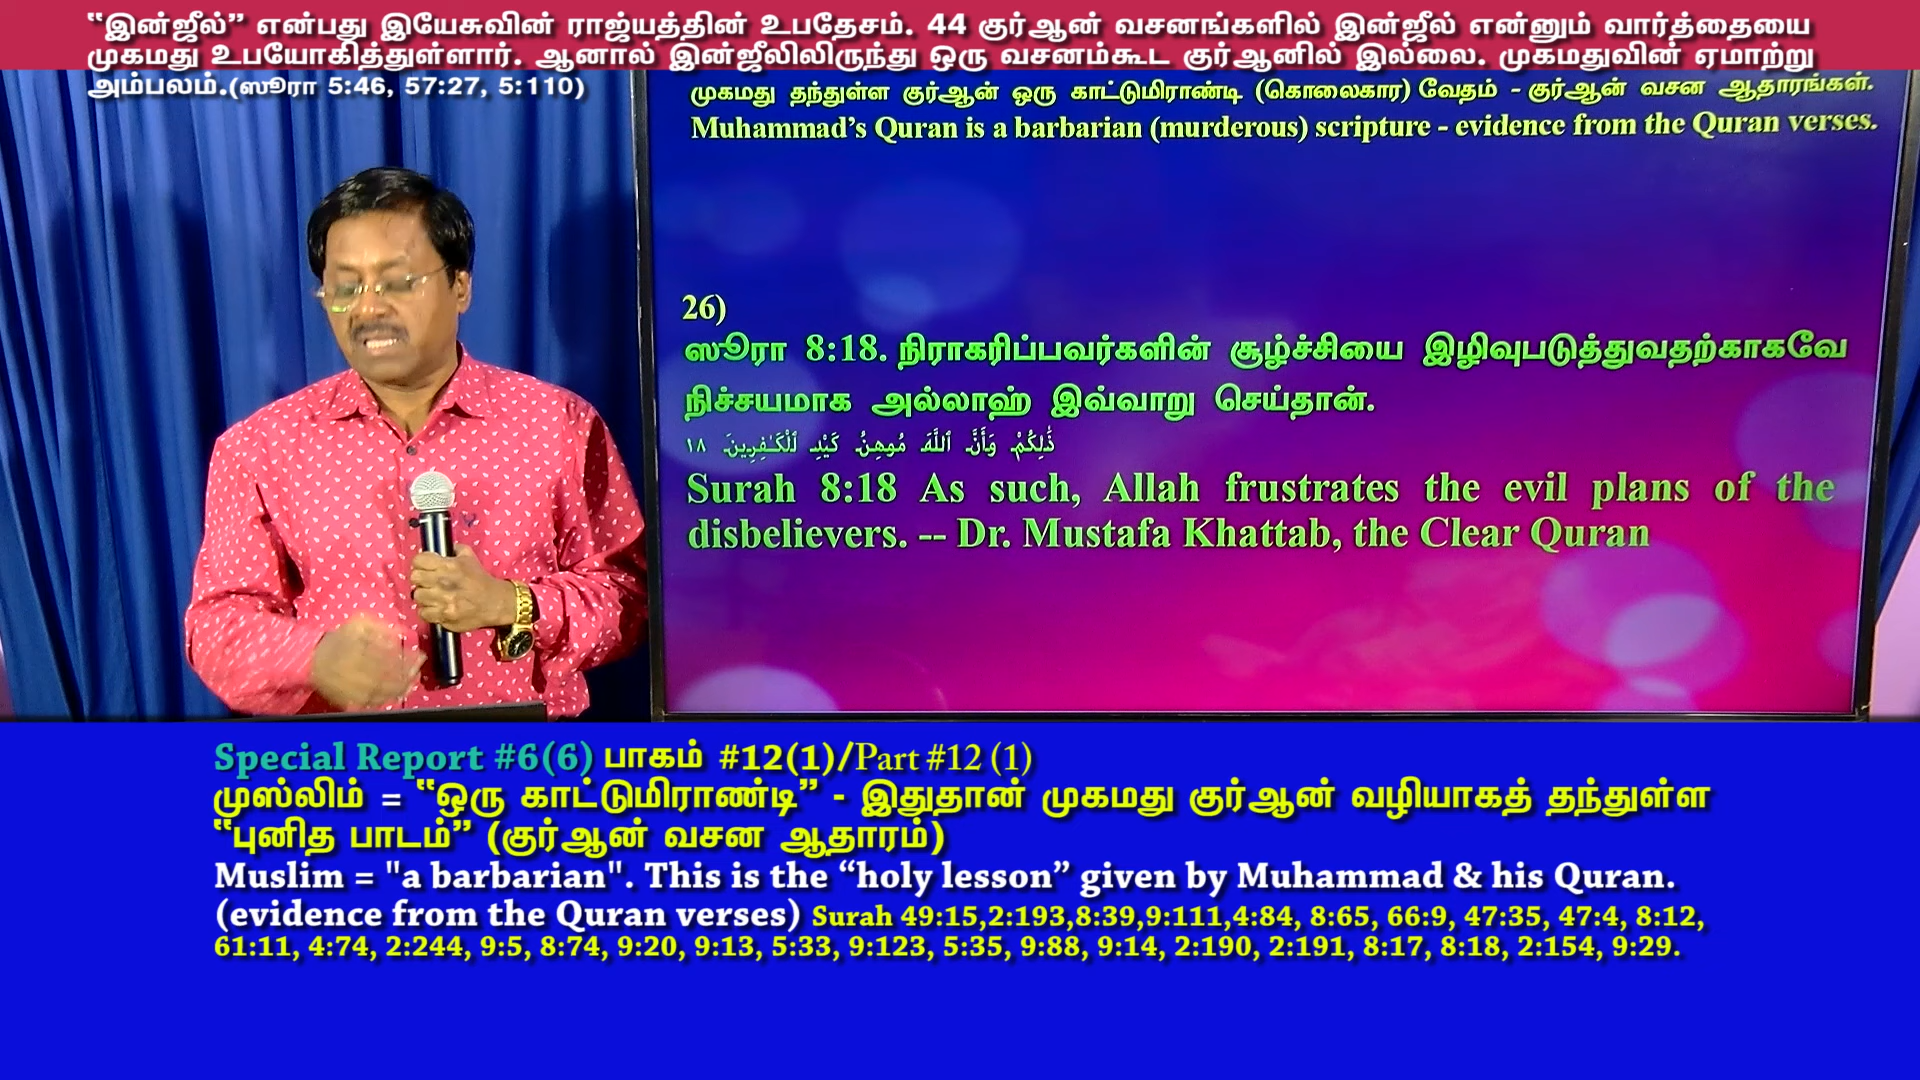 “இன்ஜீல்” என்பது இயேசுவின் ராஜ்யத்தின் உபதேசம். 44 குர்ஆன் வசனங்களில் இன்ஜீல் என்னும் வார்த்தையை
முகமது உபயோகித்துள்ளார். ஆனால் இன்ஜீலிலிருந்து ஒரு வசனம்கூட குர்ஆனில் இல்லை. முகமதுவின் ஏமாற்று
அம்பலம்.(ஸூரா 5:46, 57:27, 5:110)
முகமது தந்துள்ள குர்ஆன் ஒரு காட்டுமிராண்டி (கொலைகார) வேதம் - குர்ஆன் வசன ஆதாரங்கள்.
Muhammad’s Quran is a barbarian (murderous) scripture - evidence from the Quran verses.
26)
ஸூரா 8:18. நிராகரிப்பவர்களின் சூழ்ச்சியை இழிவுபடுத்துவதற்காகவே
நிச்சயமாக அல்லாஹ் இவ்வாறு செய்தான்.
ذَٰلِكُمْ وَأَنَّ ٱللَّهَ مُوهِنُ كَيْدِ ٱلْكَـٰفِرِينَ ١٨
Surah 8:18 As such, Allah frustrates the evil plans of the
disbelievers. -- Dr. Mustafa Khattab, the Clear Quran
Special Report #6(6) பாகம் #12(1)/Part #12 (1)
முஸ்லிம் = “ஒரு காட்டுமிராண்டி” - இதுதான் முகமது குர்ஆன் வழியாகத் தந்துள்ள
“புனித பாடம்” (குர்ஆன் வசன ஆதாரம்)
Muslim = "a barbarian". This is the “holy lesson” given by Muhammad & his Quran.
(evidence from the Quran verses) Surah 49:15,2:193,8:39,9:111,4:84, 8:65, 66:9, 47:35, 47:4, 8:12,
61:11, 4:74, 2:244, 9:5, 8:74, 9:20, 9:13, 5:33, 9:123, 5:35, 9:88, 9:14, 2:190, 2:191, 8:17, 8:18, 2:154, 9:29.